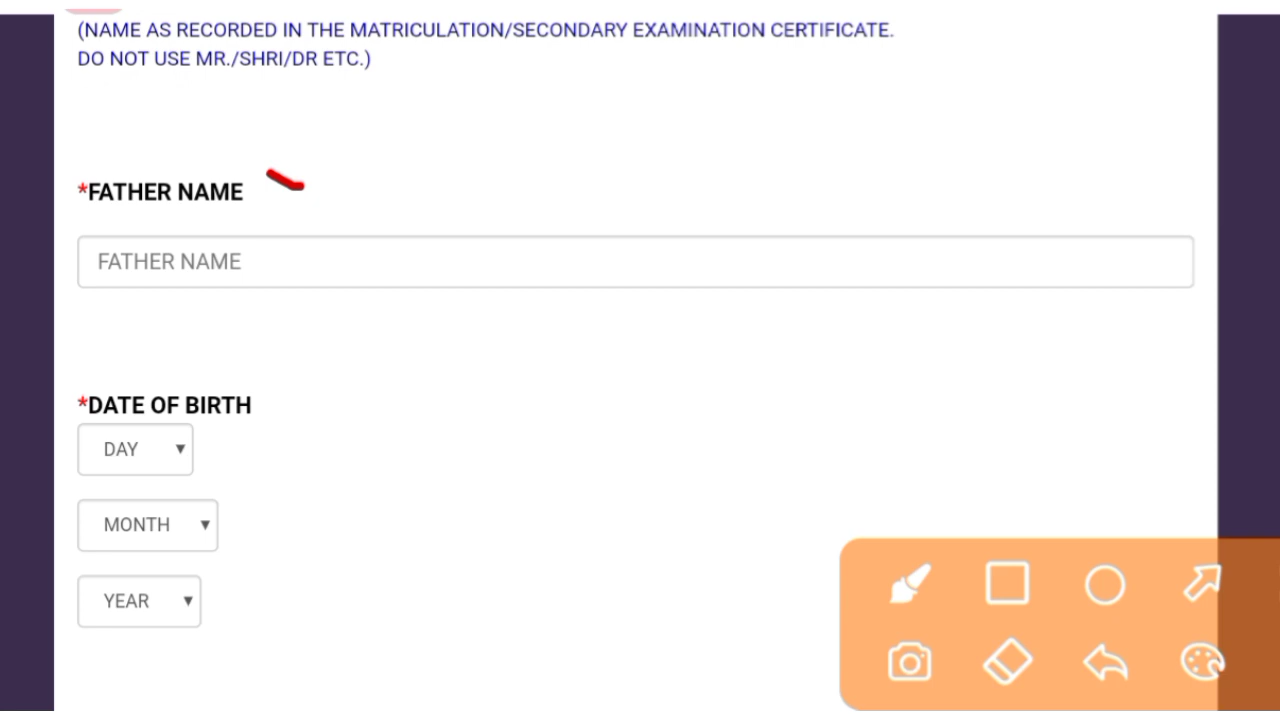 (NAME AS RECORDED IN THE MATRICULATION/SECONDARY EXAMINATION CERTIFICATE.
DO NOT USE MR./SHRI/DR ETC.)
*FATHER NAME
FATHER NAME
*DATE OF BIRTH
DAY
MONTH
YEAR